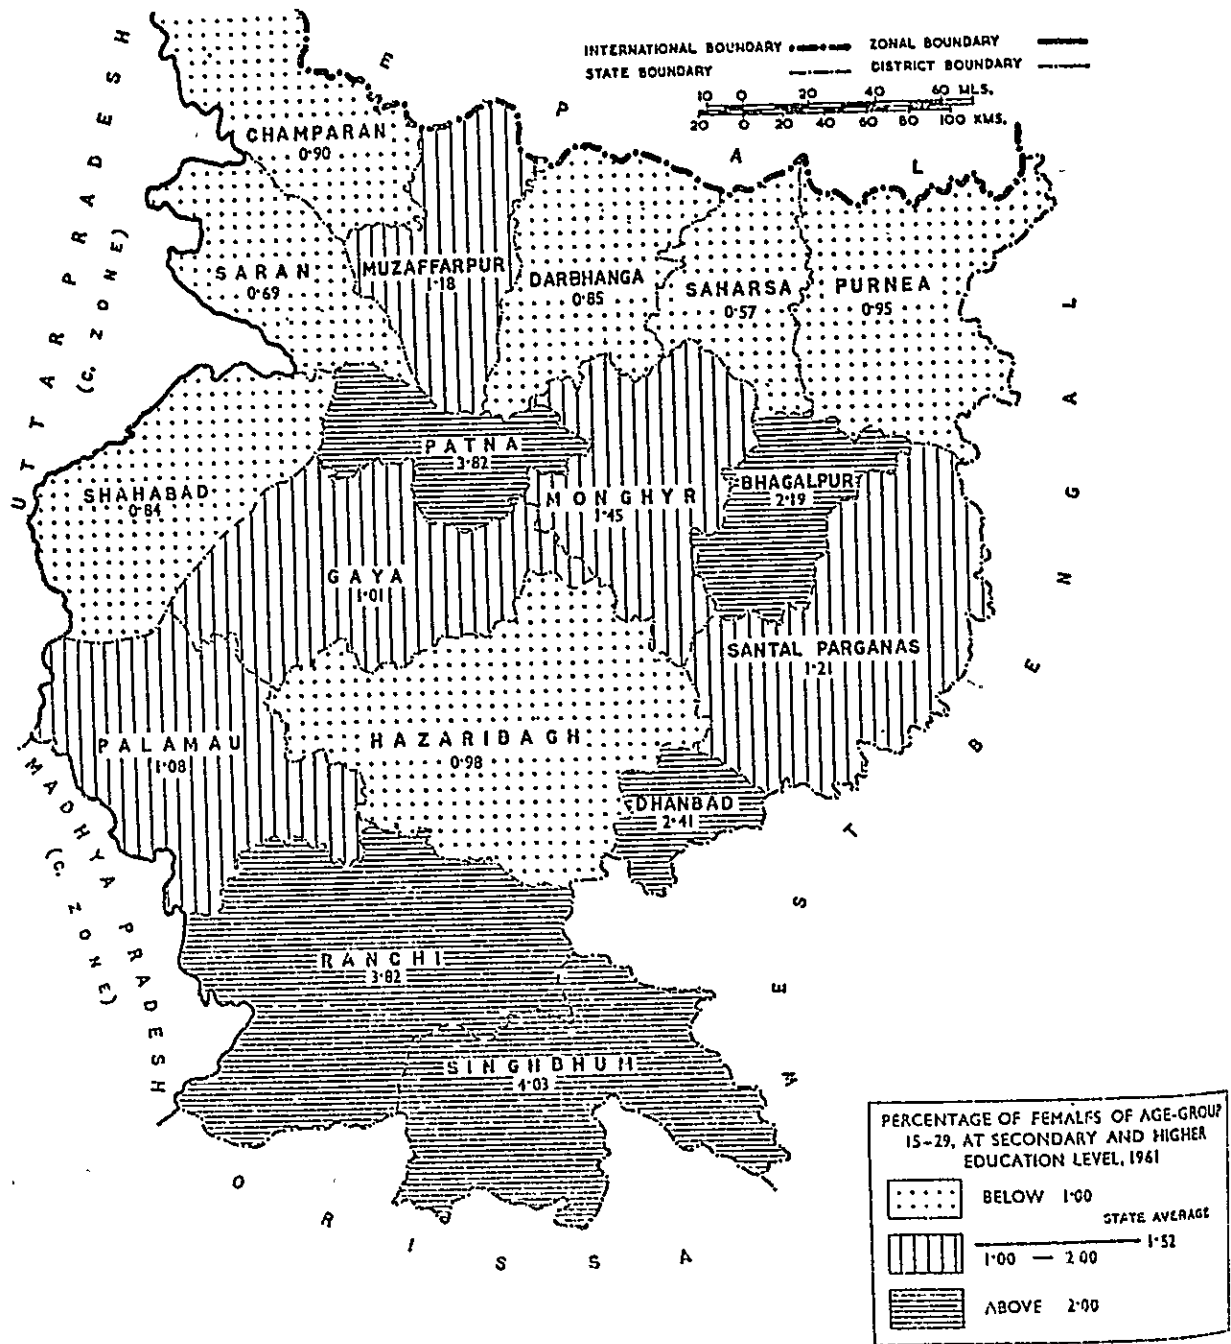 INTERNATIONAL BOUNDARY
ZONAL BOUNDARY
STATE BOUNDARY
DISTRICT BOUNDARY
10 0 20 40 60 MLS.
20 0 20 40 60 80 100 KMS.
NEPAL
UTTAR PRADESH
(C. ZONE)
CHAMPARAN
0·90
SARAN
0·69
MUZAFFARPUR
1·18
DARBHANGA
0·85
SAHARSA
0·57
PURNEA
0·95
SHAHABAD
0·84
PATNA
3·82
MONGHYR
1·45
BHAGALPUR
2·19
GAYA
1·01
SANTAL PARGANAS
1·21
PALAMAU
1·08
HAZARIBAGH
0·98
DHANBAD
2·41
MADHYA PRADESH
(C. ZONE)
RANCHI
3·82
SINGHBHUM
4·03
WEST BENGAL
ORISSA
PERCENTAGE OF FEMALES OF AGE-GROUP
15-29, AT SECONDARY AND HIGHER
EDUCATION LEVEL, 1961
BELOW 1·00
STATE AVERAGE
1·52
1·00 — 2 00
ABOVE 2·00